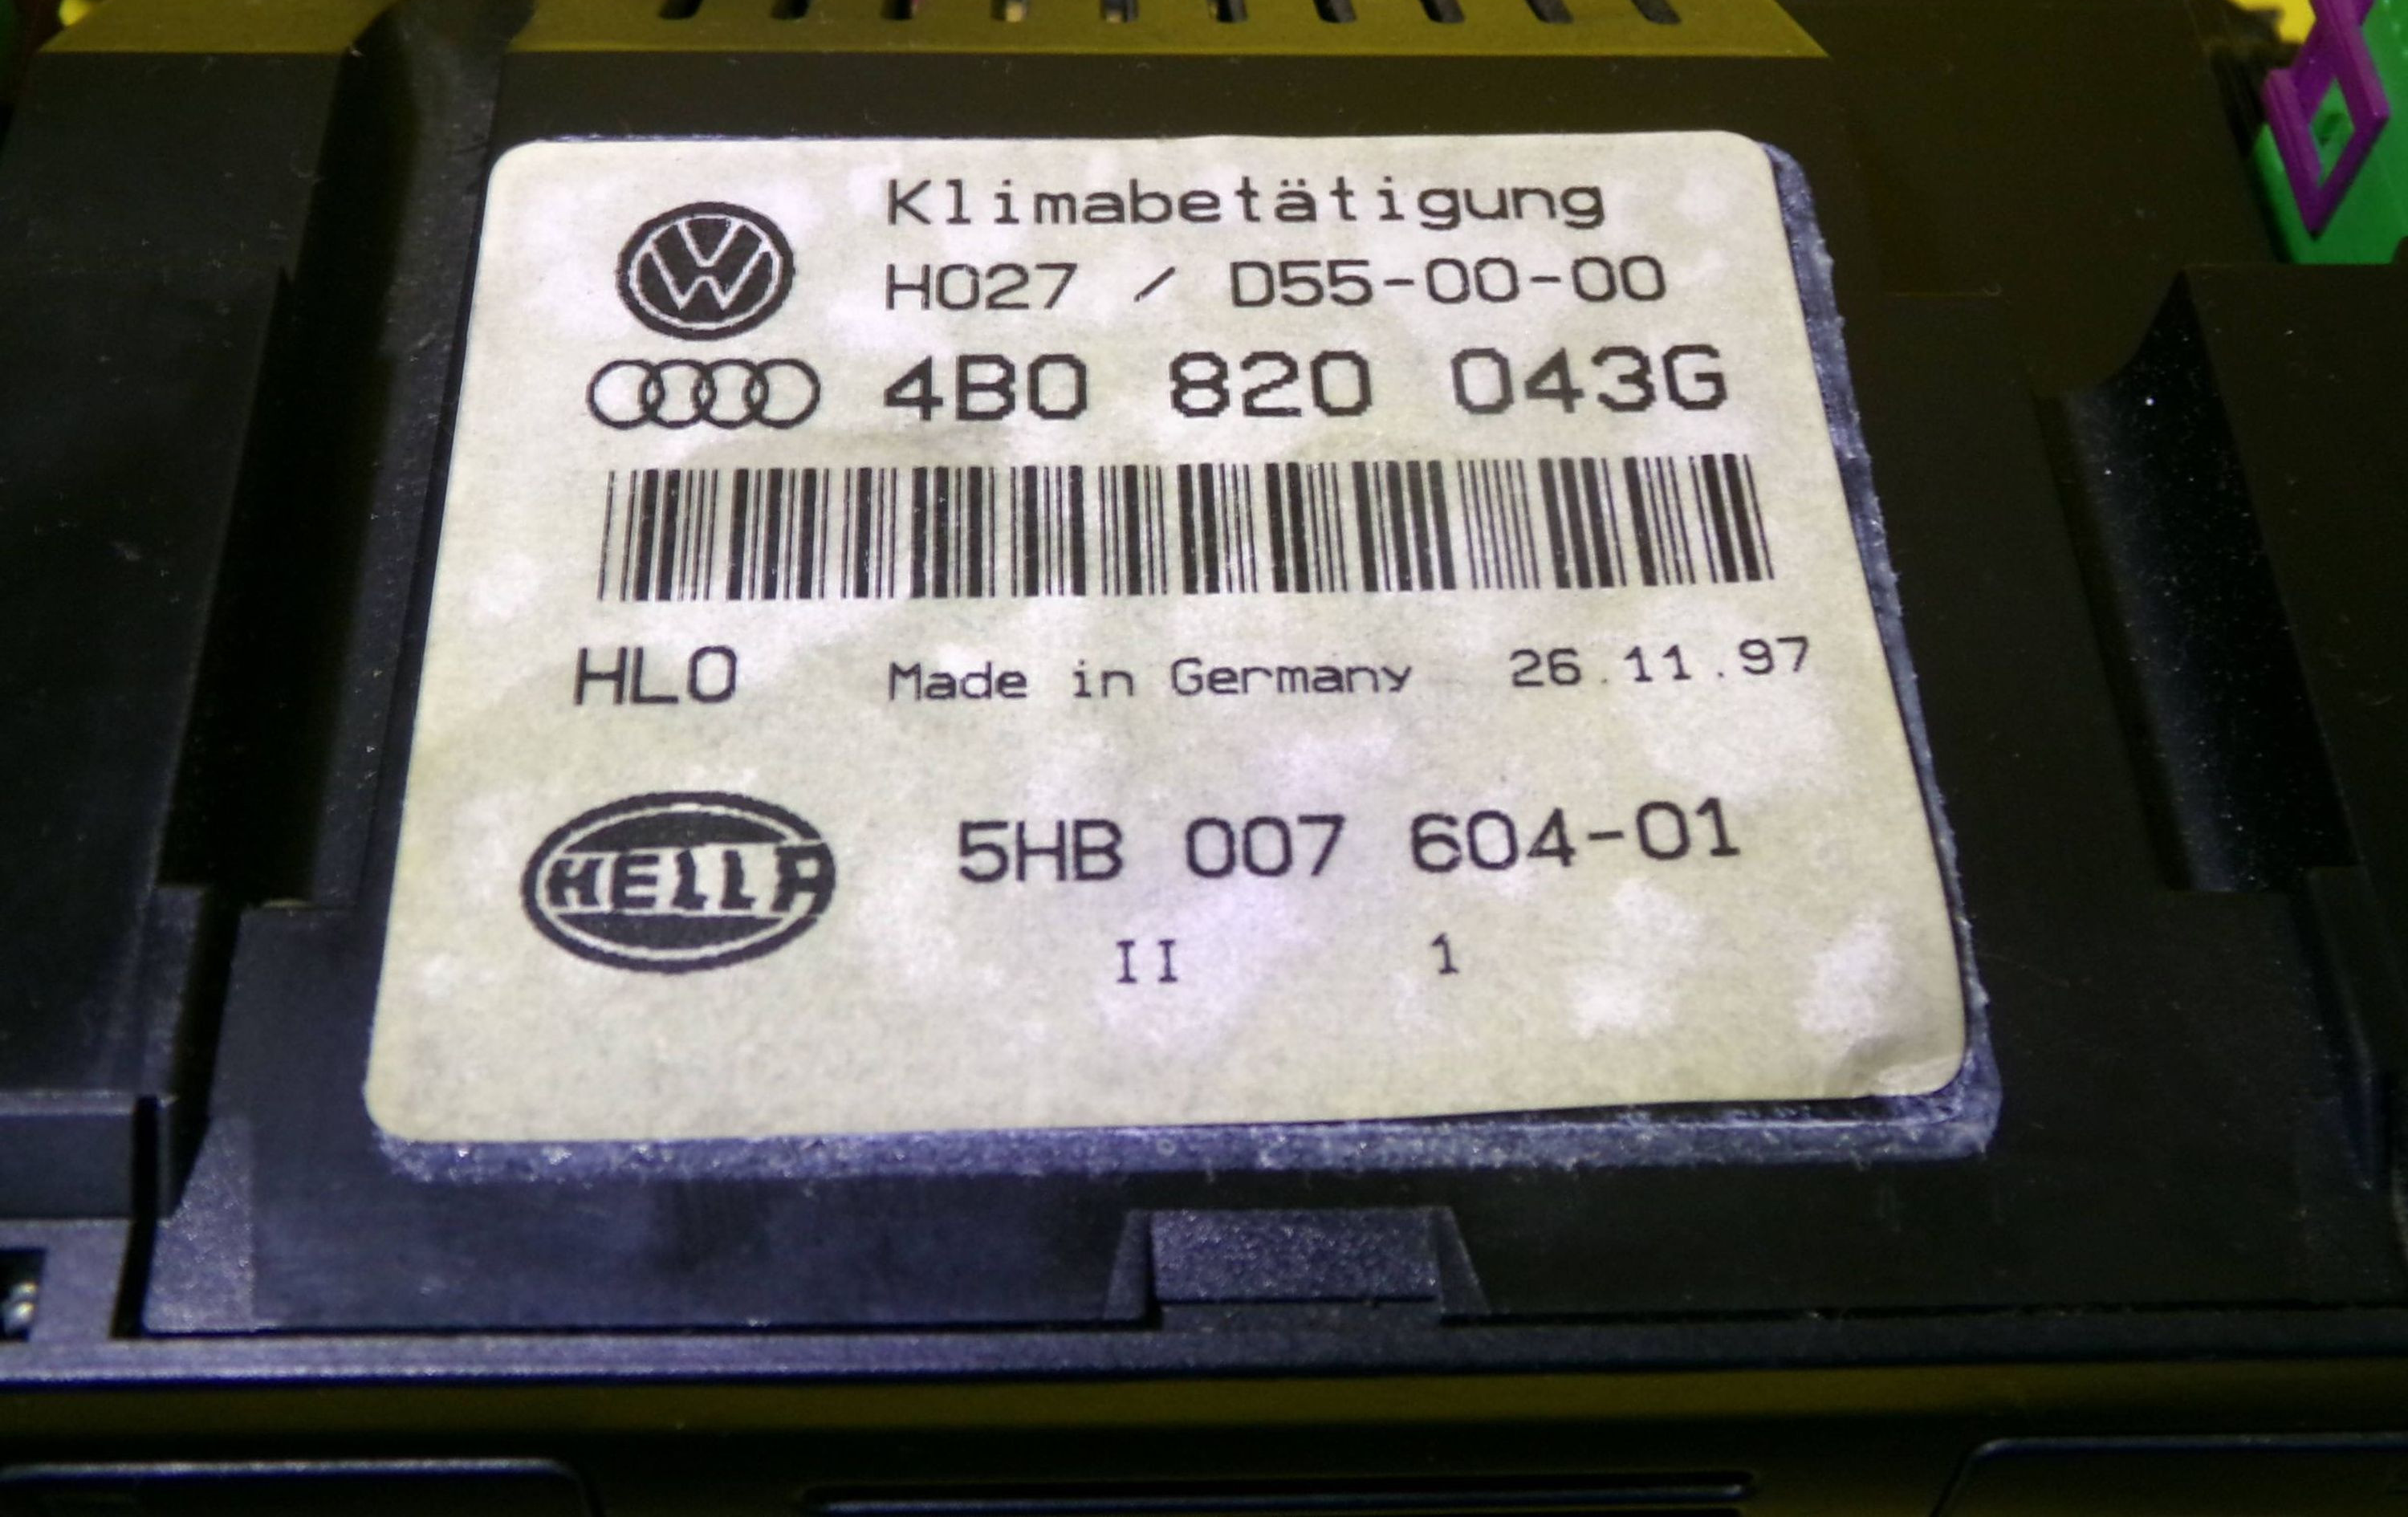 Klimabetätigung
H027 / D55-00-00
4B0 820 043G
HLO Made in Germany 26.11.97
HELLA 5HB 007 604-01
II 1